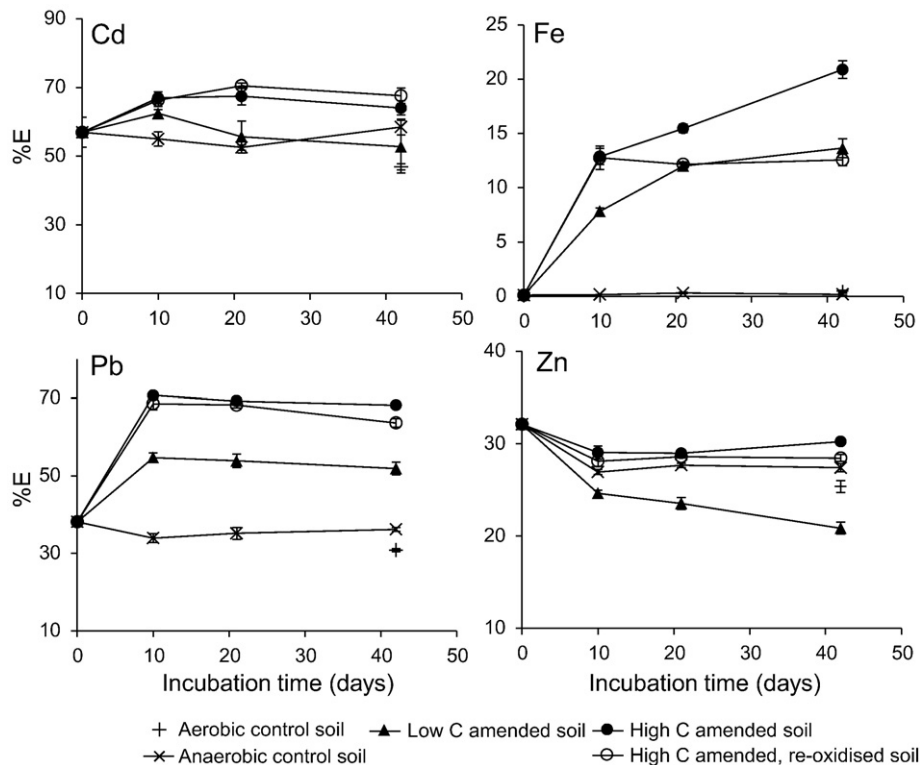 Cd
Fe
%E
90
70
50
30
10
0 10 20 30 40 50
25
20
15
10
5
0
0 10 20 30 40 50
Pb
Zn
%E
70
50
30
10
0 10 20 30 40 50
Incubation time (days)
40
30
20
10
0 10 20 30 40 50
Incubation time (days)
Aerobic control soil
Low C amended soil
High C amended soil
Anaerobic control soil
High C amended, re-oxidised soil